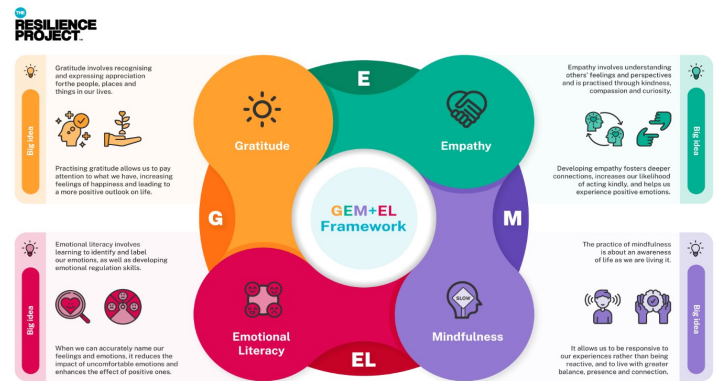 THE
RESILIENCE
PROJECT™
Gratitude involves recognising
and expressing appreciation
forthe people, places and
things in our lives.
Big idea
Practising gratitude allows us to pay
attention to what we have, increasing
feelings of happiness and leading to
a more positive outlook on life.
Emotional literacy involves
learning to identify and label
our emotions, as well as developing
emotional regulation skills.
Big idea
When we can accurately name our
feelings and emotions, it reduces the
impact of uncomfortable emotions and
enhances the effect of positive ones.
E
Gratitude
Empathy
G
GEM+EL
Framework
M
Emotional
Literacy
SLOW
Mindfulness
EL
Empathy involves understanding
others' feelings and perspectives
and is practised through kindness,
compassion and curiosity.
Big idea
Developing empathy fosters deeper
connections, increases our likelihood
of acting kindly, and helps us
experience positive emotions.
The practice of mindfulness
is about an awareness
of life as we are living it.
Big idea
It allows us to be responsive to
our experiences rather than being
reactive, and to live with greater
balance, presence and connection.